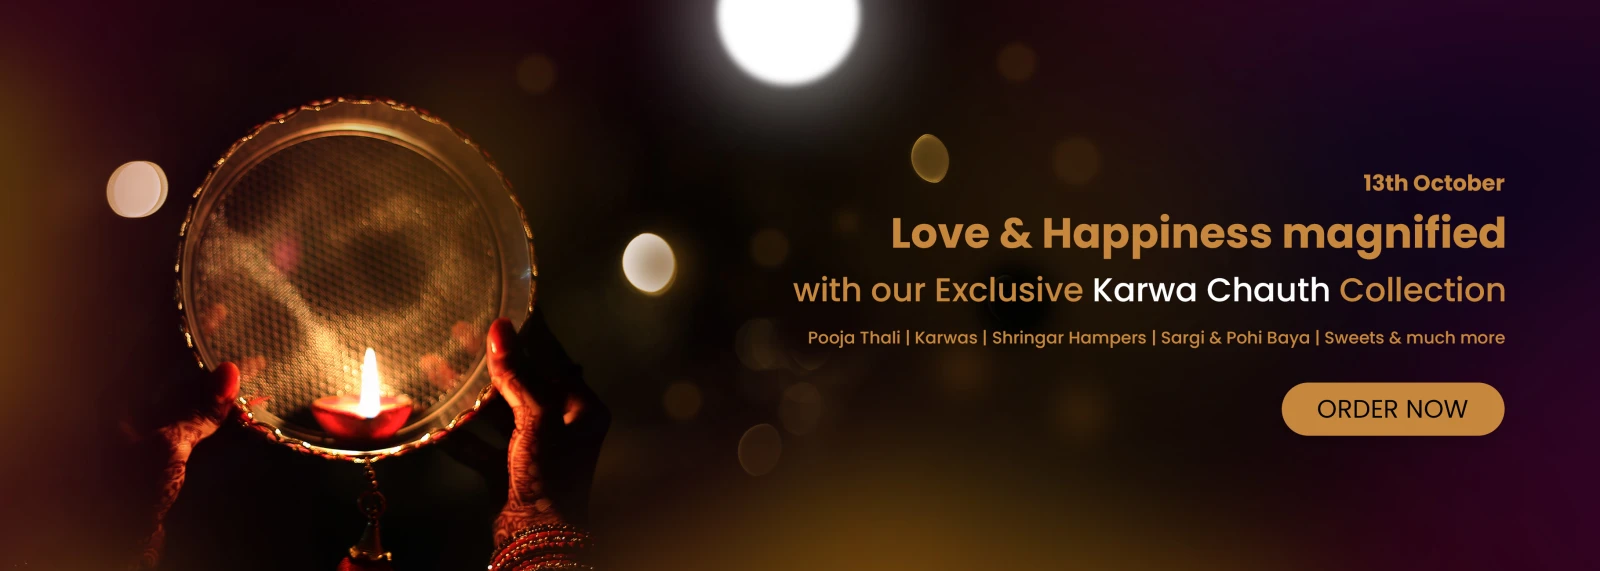 13th October
Love & Happiness magnified
with our Exclusive Karwa Chauth Collection
Pooja Thali | Karwas | Shringar Hampers | Sargi & Pohi Baya | Sweets & much more
ORDER NOW